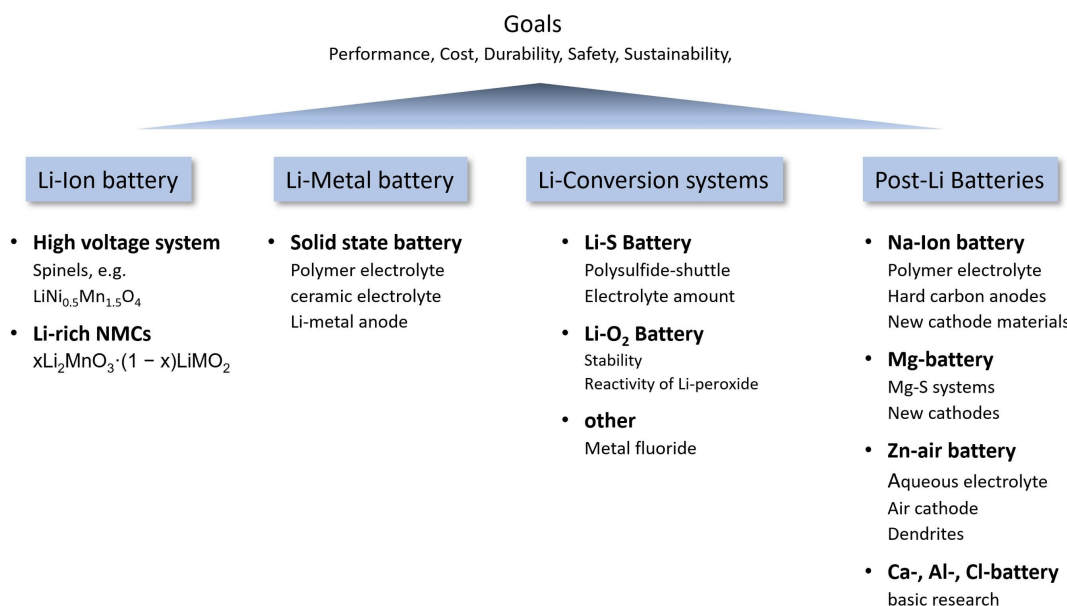 Goals
Performance, Cost, Durability, Safety, Sustainability,
Li-Ion battery
• High voltage system
Spinels, e.g.
LiNi₀.₅Mn₁.₅O₄
• Li-rich NMCs
xLi₂MnO₃·(1 − x)LiMO₂
Li-Metal battery
• Solid state battery
Polymer electrolyte
ceramic electrolyte
Li-metal anode
Li-Conversion systems
• Li-S Battery
Polysulfide-shuttle
Electrolyte amount
• Li-O₂ Battery
Stability
Reactivity of Li-peroxide
• other
Metal fluoride
Post-Li Batteries
• Na-Ion battery
Polymer electrolyte
Hard carbon anodes
New cathode materials
• Mg-battery
Mg-S systems
New cathodes
• Zn-air battery
Aqueous electrolyte
Air cathode
Dendrites
• Ca-, Al-, Cl-battery
basic research